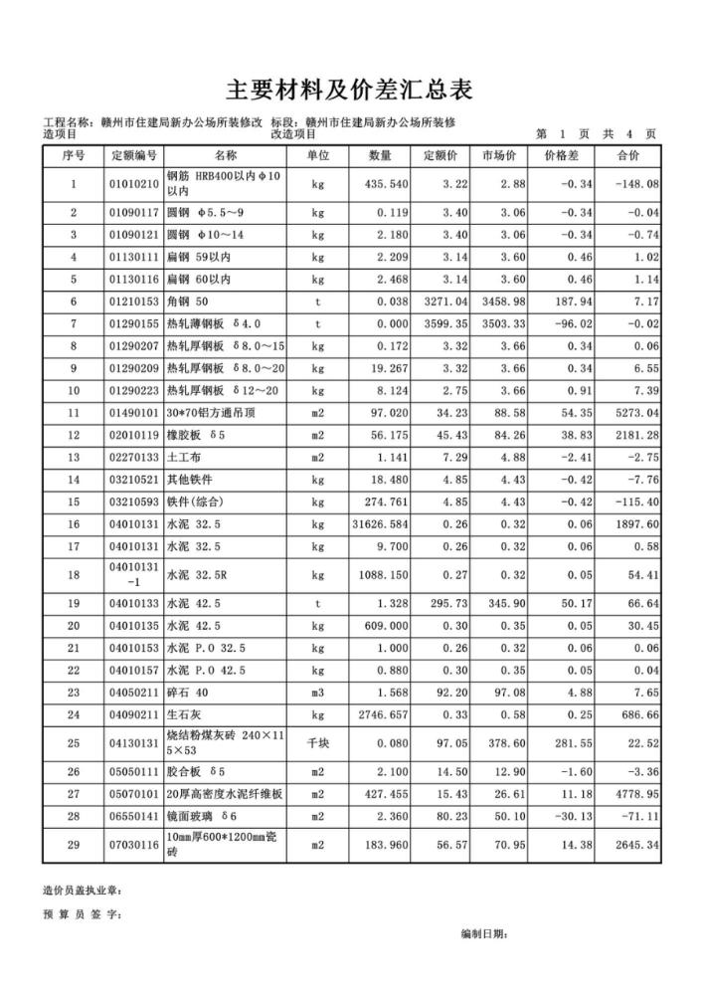 主要材料及价差汇总表
工程名称: 赣州市住建局新办公场所装修改 标段: 赣州市住建局新办公场所装修
造项目 改造项目 第 1 页 共 4 页
序号 定额编号 名称 单位 数量 定额价 市场价 价格差 合价
1 01010210 钢筋 HRB400以内φ10
以内 kg 435.540 3.22 2.88 -0.34 -148.08
2 01090117 圆钢 φ5.5~9 kg 0.119 3.40 3.06 -0.34 -0.04
3 01090121 圆钢 φ10~14 kg 2.180 3.40 3.06 -0.34 -0.74
4 01130111 扁钢 59以内 kg 2.209 3.14 3.60 0.46 1.02
5 01130116 扁钢 60以内 kg 2.468 3.14 3.60 0.46 1.14
6 01210153 角钢 50 t 0.038 3271.04 3458.98 187.94 7.17
7 01290155 热轧薄钢板 δ4.0 t 0.000 3599.35 3503.33 -96.02 -0.02
8 01290207 热轧厚钢板 δ8.0~15 kg 0.172 3.32 3.66 0.34 0.06
9 01290209 热轧厚钢板 δ8.0~20 kg 19.267 3.32 3.66 0.34 6.55
10 01290223 热轧厚钢板 δ12~20 kg 8.124 2.75 3.66 0.91 7.39
11 01490101 30*70铝方通吊顶 m2 97.020 34.23 88.58 54.35 5273.04
12 02010119 橡胶板 δ5 m2 56.175 45.43 84.26 38.83 2181.28
13 02270133 土工布 m2 1.141 7.29 4.88 -2.41 -2.75
14 03210521 其他铁件 kg 18.480 4.85 4.43 -0.42 -7.76
15 03210593 铁件(综合) kg 274.761 4.85 4.43 -0.42 -115.40
16 04010131 水泥 32.5 kg 31626.584 0.26 0.32 0.06 1897.60
17 04010131 水泥 32.5 kg 9.700 0.26 0.32 0.06 0.58
18 04010131
-1 水泥 32.5R kg 1088.150 0.27 0.32 0.05 54.41
19 04010133 水泥 42.5 t 1.328 295.73 345.90 50.17 66.64
20 04010135 水泥 42.5 kg 609.000 0.30 0.35 0.05 30.45
21 04010153 水泥 P.O 32.5 kg 1.000 0.26 0.32 0.06 0.06
22 04010157 水泥 P.O 42.5 kg 0.880 0.30 0.35 0.05 0.04
23 04050211 碎石 40 m3 1.568 92.20 97.08 4.88 7.65
24 04090211 生石灰 kg 2746.657 0.33 0.58 0.25 686.66
25 04130131 烧结粉煤灰砖 240×11
5×53 千块 0.080 97.05 378.60 281.55 22.52
26 05050111 胶合板 δ5 m2 2.100 14.50 12.90 -1.60 -3.36
27 05070101 20厚高密度水泥纤维板 m2 427.455 15.43 26.61 11.18 4778.95
28 06550141 镜面玻璃 δ6 m2 2.360 80.23 50.10 -30.13 -71.11
29 07030116 10mm厚600*1200mm瓷
砖 m2 183.960 56.57 70.95 14.38 2645.34
造价员盖执业章:
预 算 员 签 字:
编制日期: